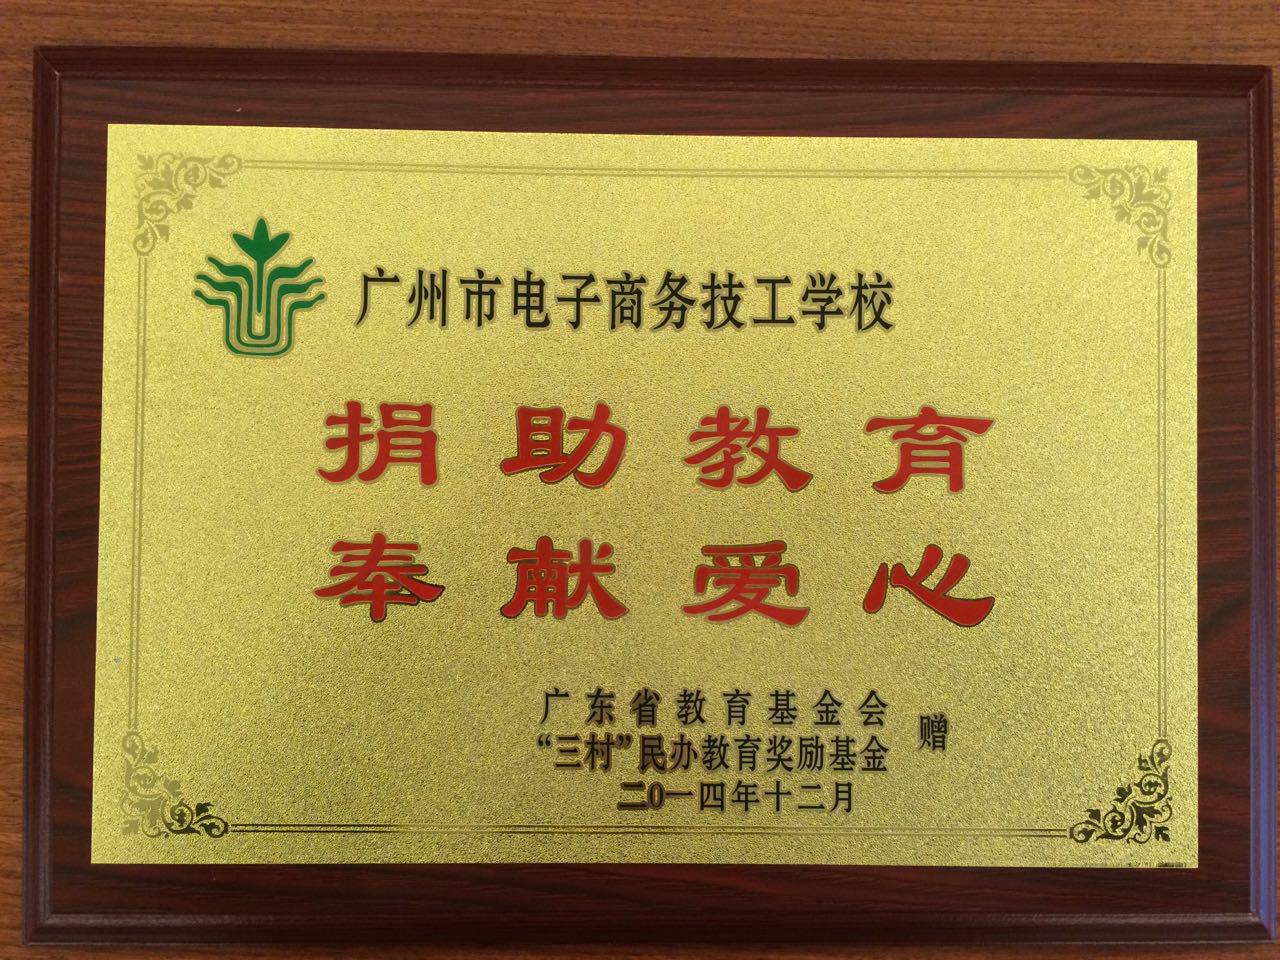 广州市电子商务技工学校
捐助教育
奉献爱心
广东省教育基金会
“三村”民办教育奖励基金
赠
二0一四年十二月